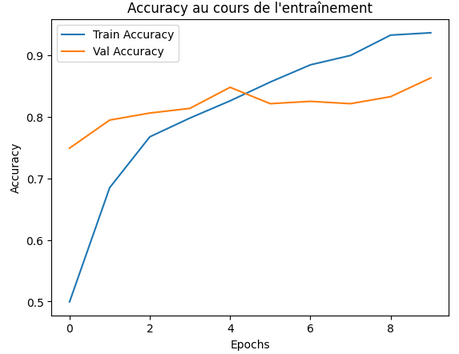 Accuracy au cours de l'entraînement
Train Accuracy
Val Accuracy
Accuracy
0.9
0.8
0.7
0.6
0.5
0 2 4 6 8
Epochs